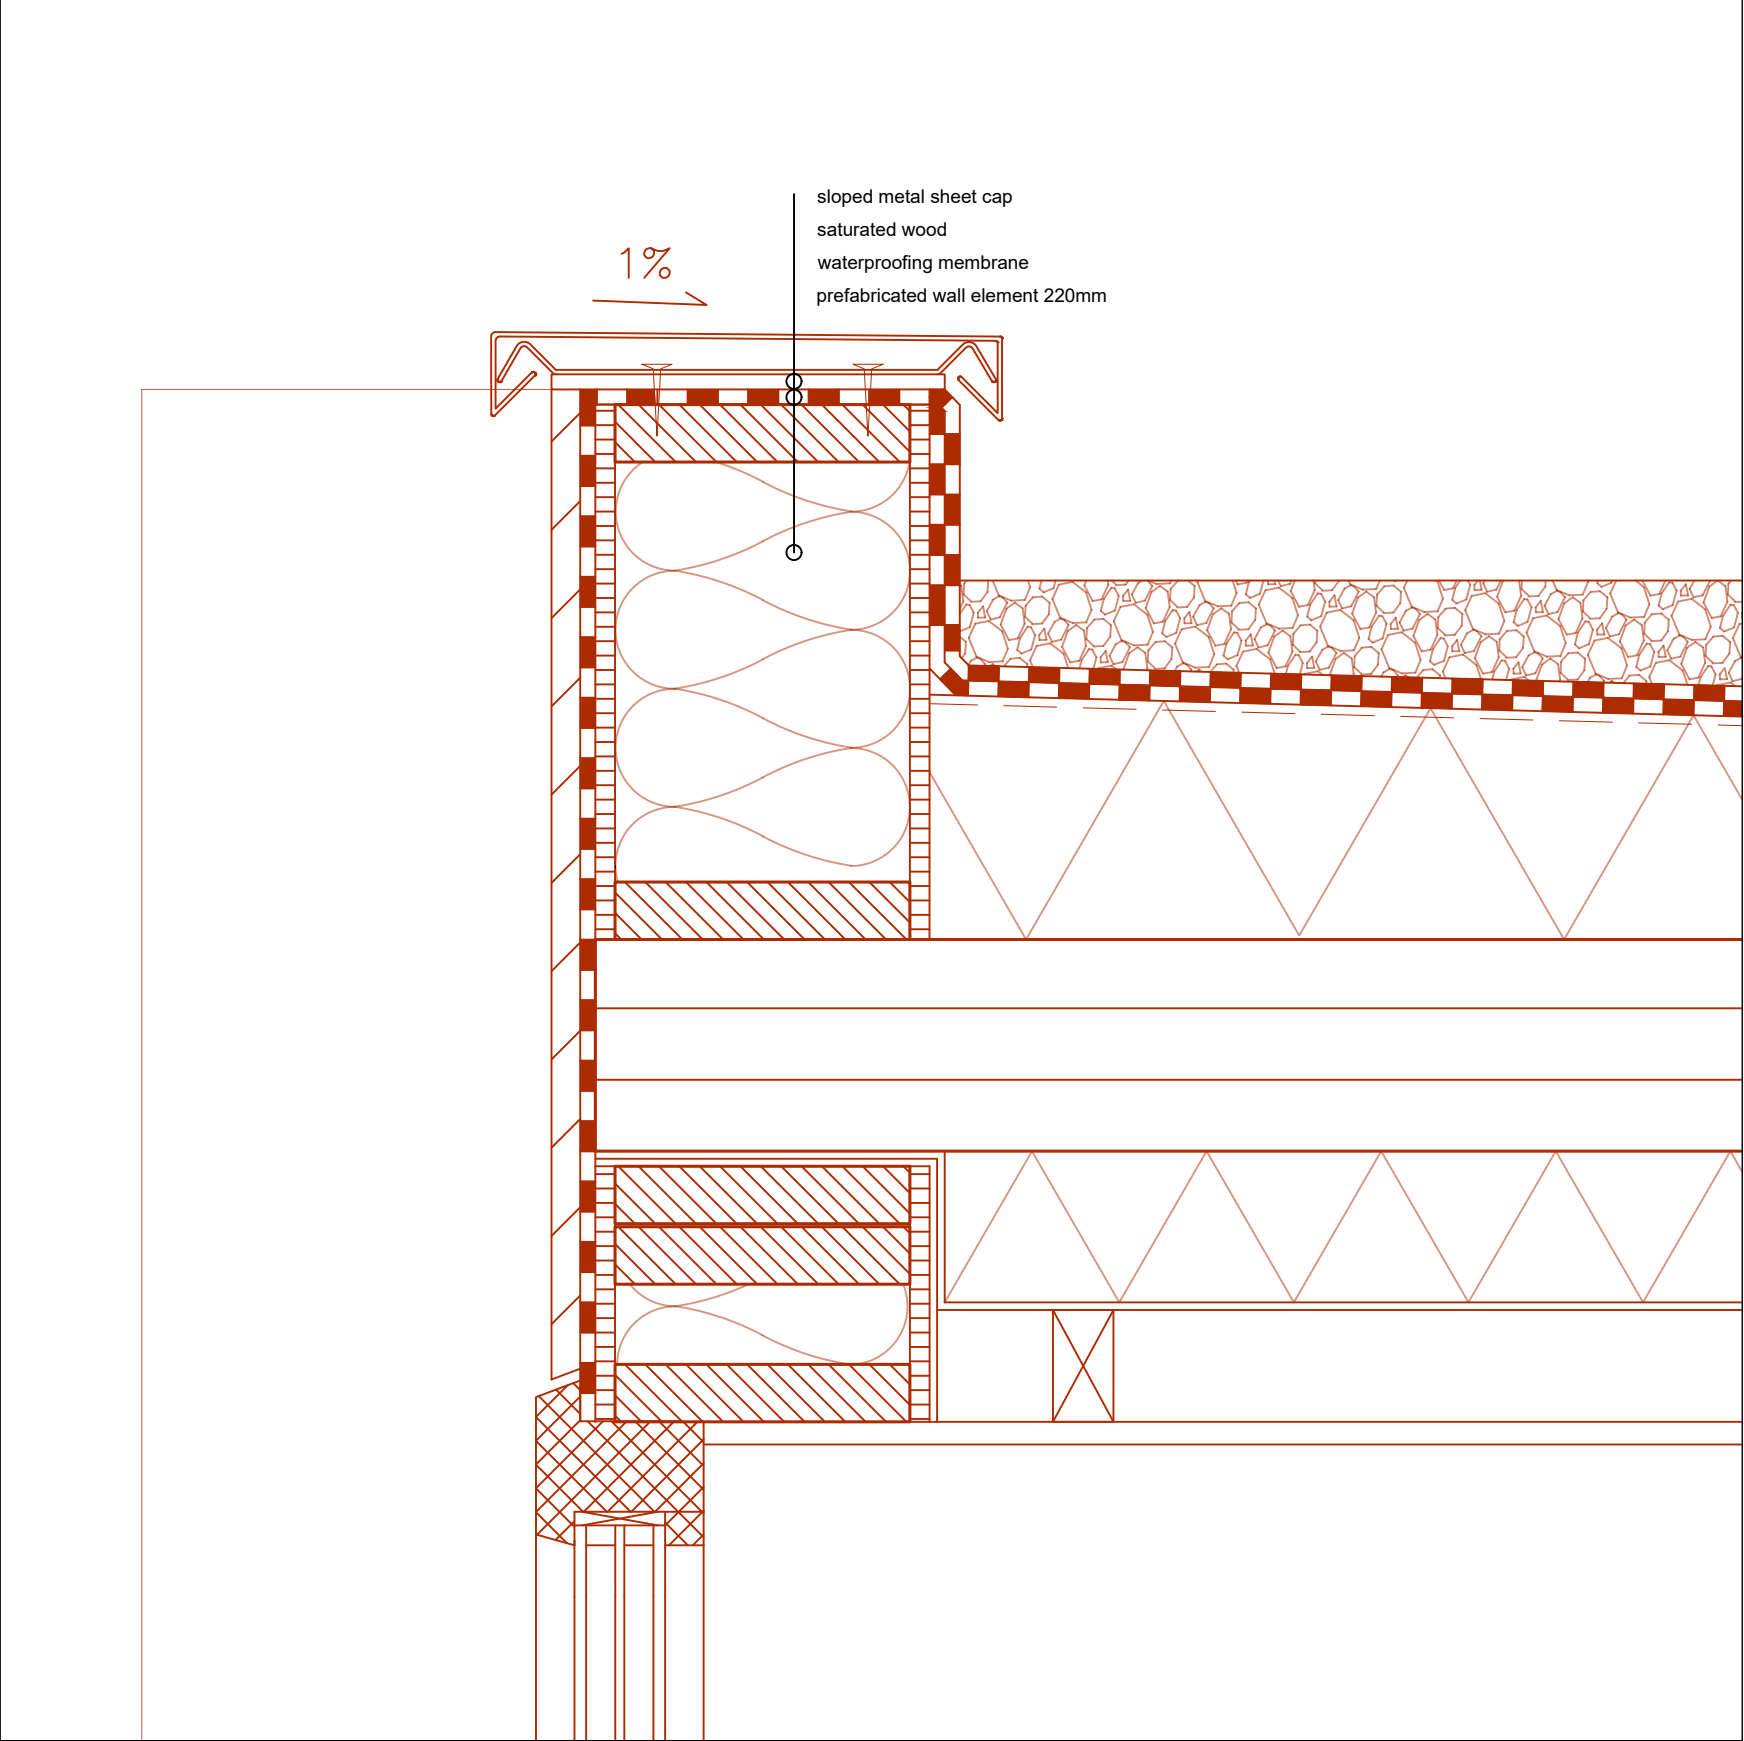 sloped metal sheet cap
saturated wood
1%
waterproofing membrane
prefabricated wall element 220mm